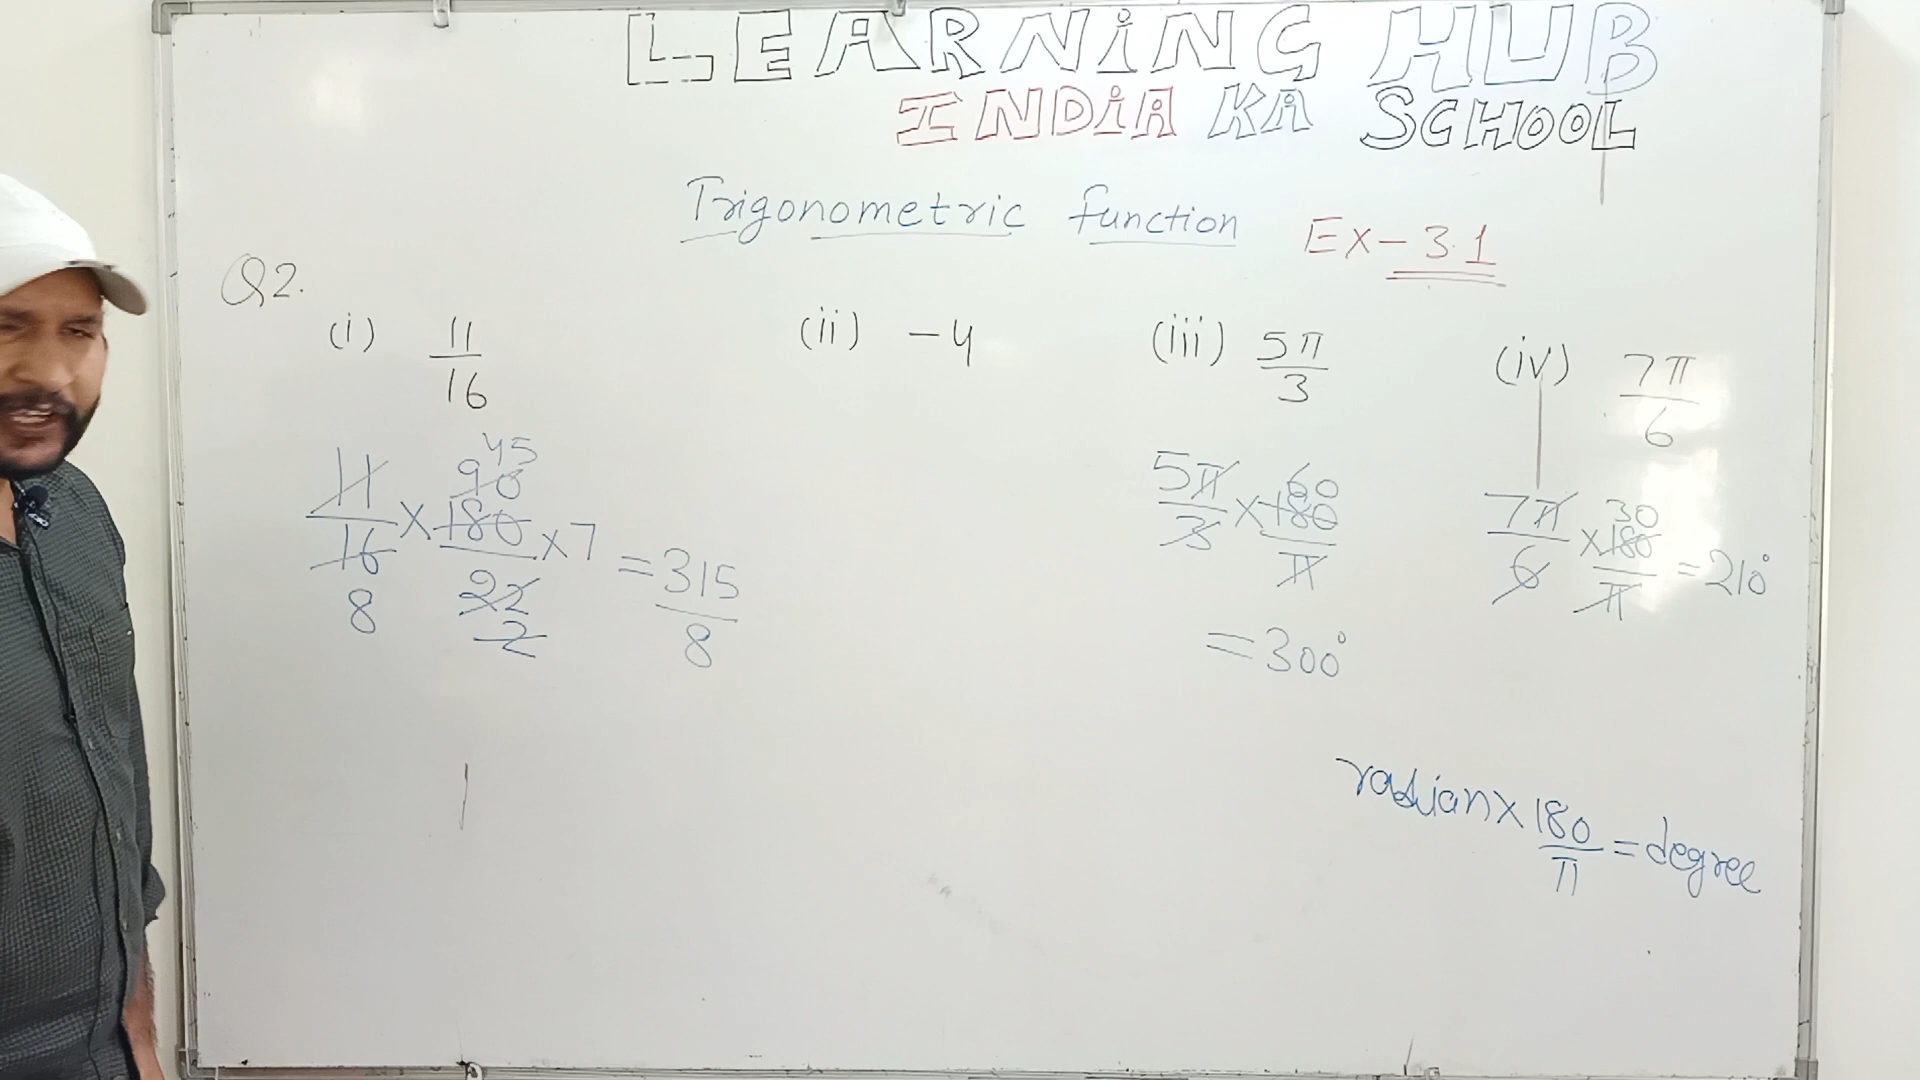 LEARNiNG HUB
INDiA KA SCHOOL
Trigonometric function Ex-3.1
Q2.
(i) 11/16
(ii) -4
(iii) 5π/3
(iv) 7π/6
11/16 × 180/22 × 7 = 315/8
90 45
8 2
5π/3 × 180/π
60
= 300°
7π/6 × 180/π = 210°
30
radian × 180/π = degree